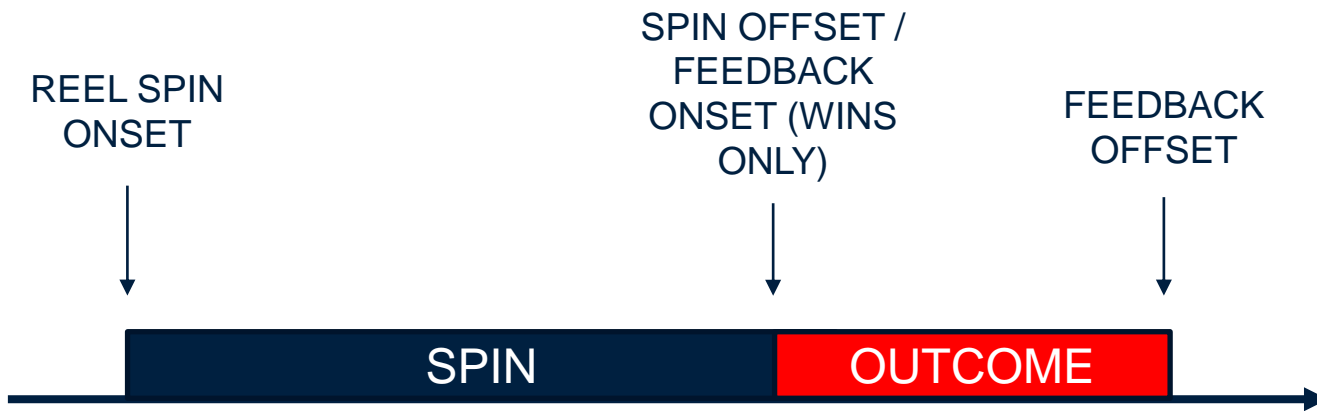 REEL SPIN
ONSET
SPIN OFFSET /
FEEDBACK
ONSET (WINS
ONLY)
FEEDBACK
OFFSET
SPIN
OUTCOME